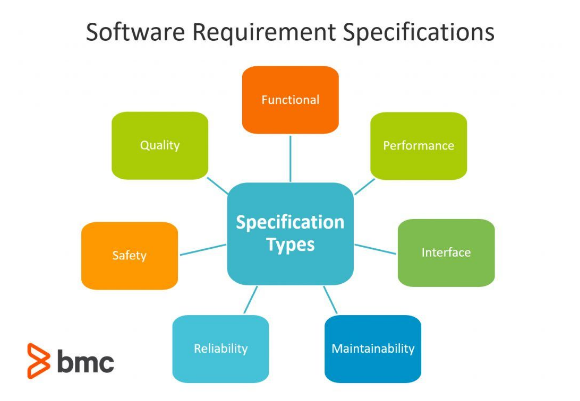 Software Requirement Specifications
Functional
Quality
Performance
Specification
Types
Safety
Interface
Reliability
Maintainability
bmc